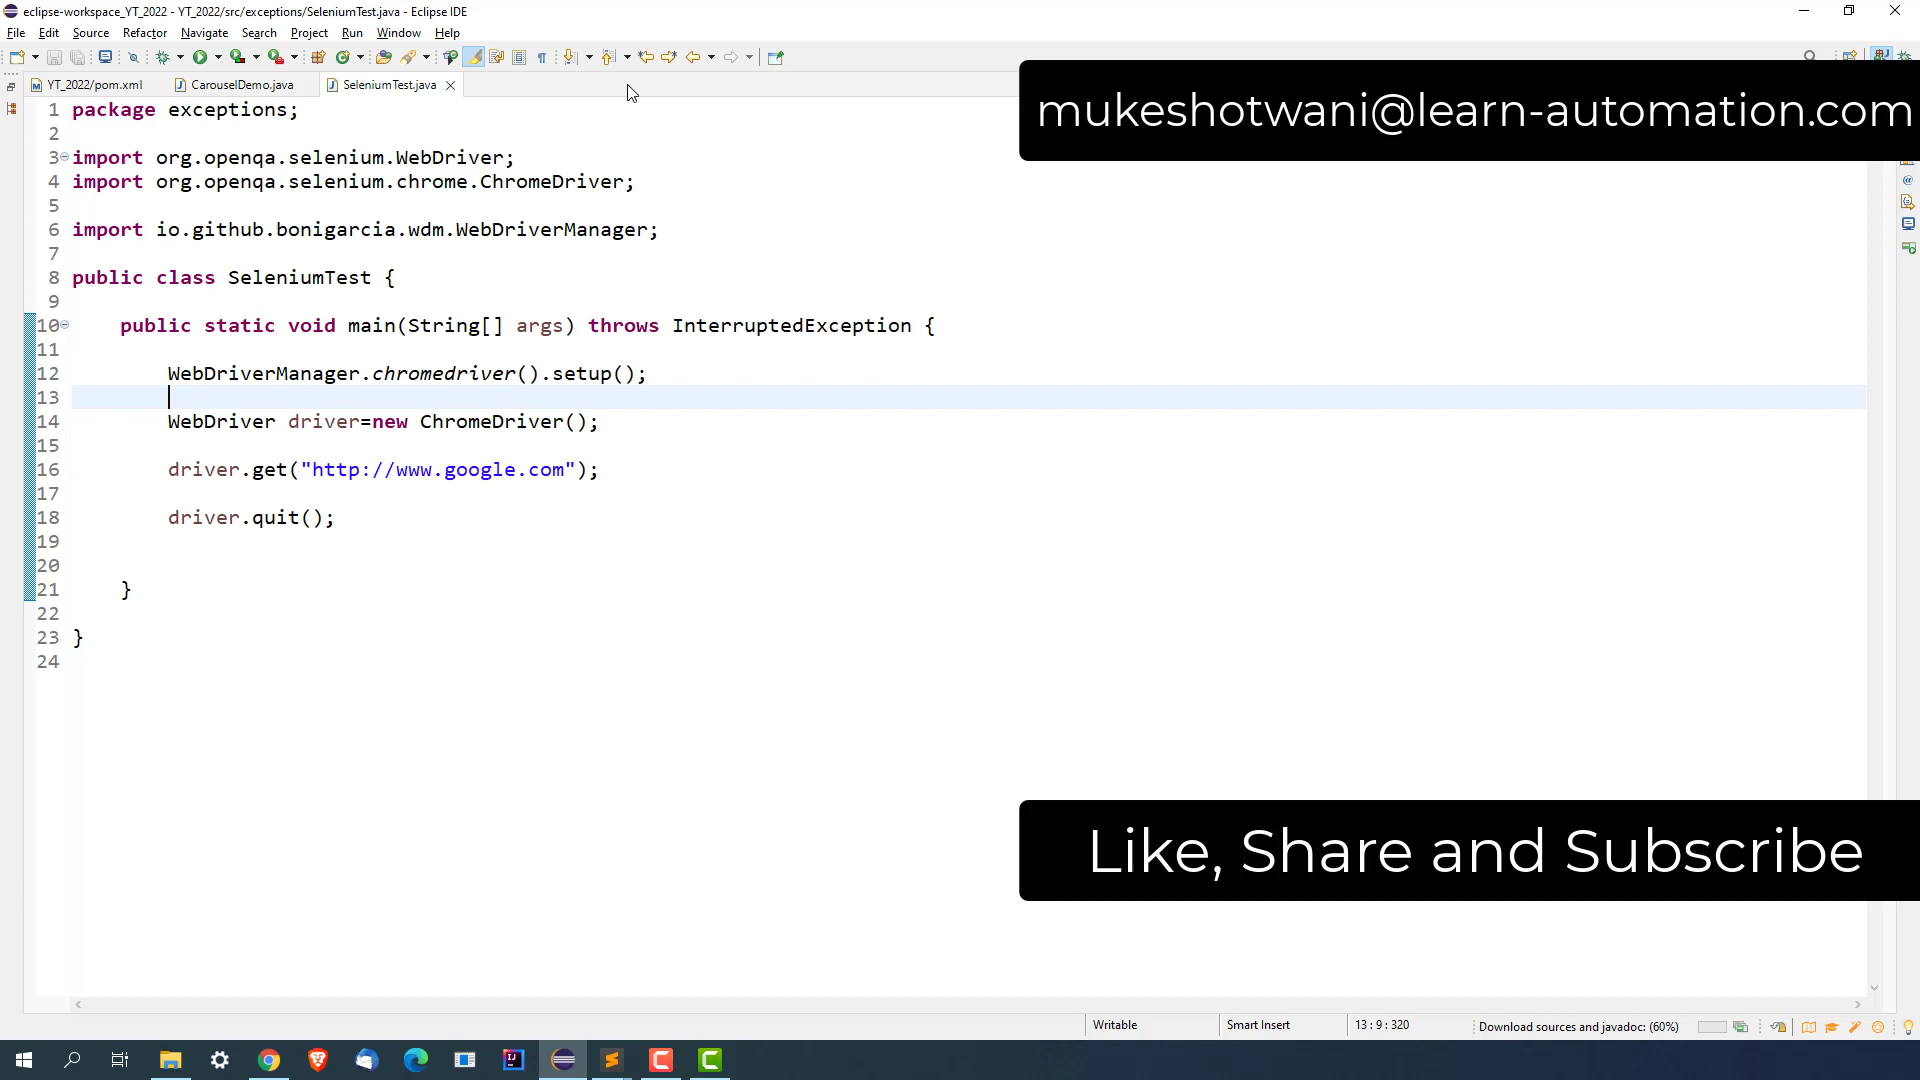 eclipse-workspace_YT_2022 - YT_2022/src/exceptions/SeleniumTest.java - Eclipse IDE
File Edit Source Refactor Navigate Search Project Run Window Help
YT_2022/pom.xml CarouselDemo.java SeleniumTest.java
mukeshotwani@learn-automation.com
1 package exceptions;
2
3 import org.openqa.selenium.WebDriver;
4 import org.openqa.selenium.chrome.ChromeDriver;
5
6 import io.github.bonigarcia.wdm.WebDriverManager;
7
8 public class SeleniumTest {
9
10 public static void main(String[] args) throws InterruptedException {
11
12 WebDriverManager.chromedriver().setup();
13
14 WebDriver driver=new ChromeDriver();
15
16 driver.get("http://www.google.com");
17
18 driver.quit();
19
20
21 }
22
23 }
24
Like, Share and Subscribe
Writable Smart Insert 13 : 9 : 320 Download sources and javadoc: (60%)